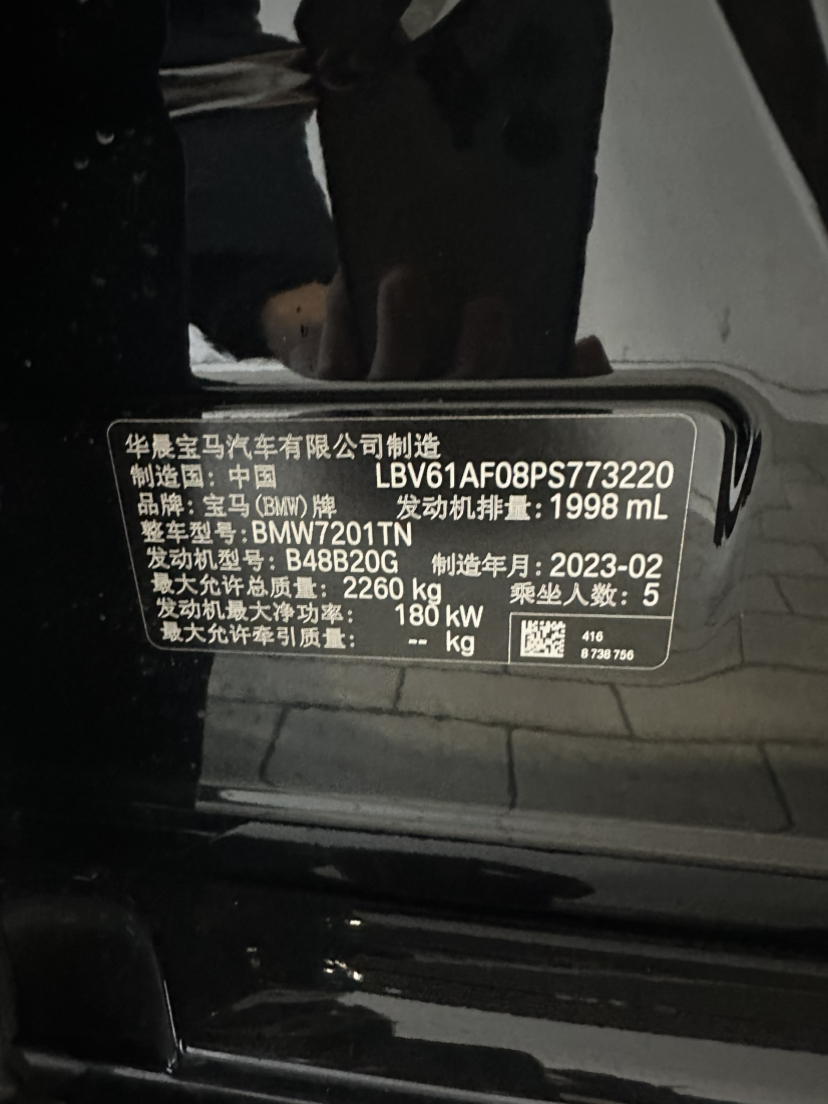 华晨宝马汽车有限公司制造
制造国: 中国 LBV61AF08PS773220
品牌: 宝马(BMW)牌 发动机排量: 1998 mL
整车型号: BMW7201TN
发动机型号: B48B20G 制造年月: 2023-02
最大允许总质量: 2260 kg 乘坐人数: 5
发动机最大净功率: 180 kW
最大允许牵引质量: -- kg
416
8 738 756